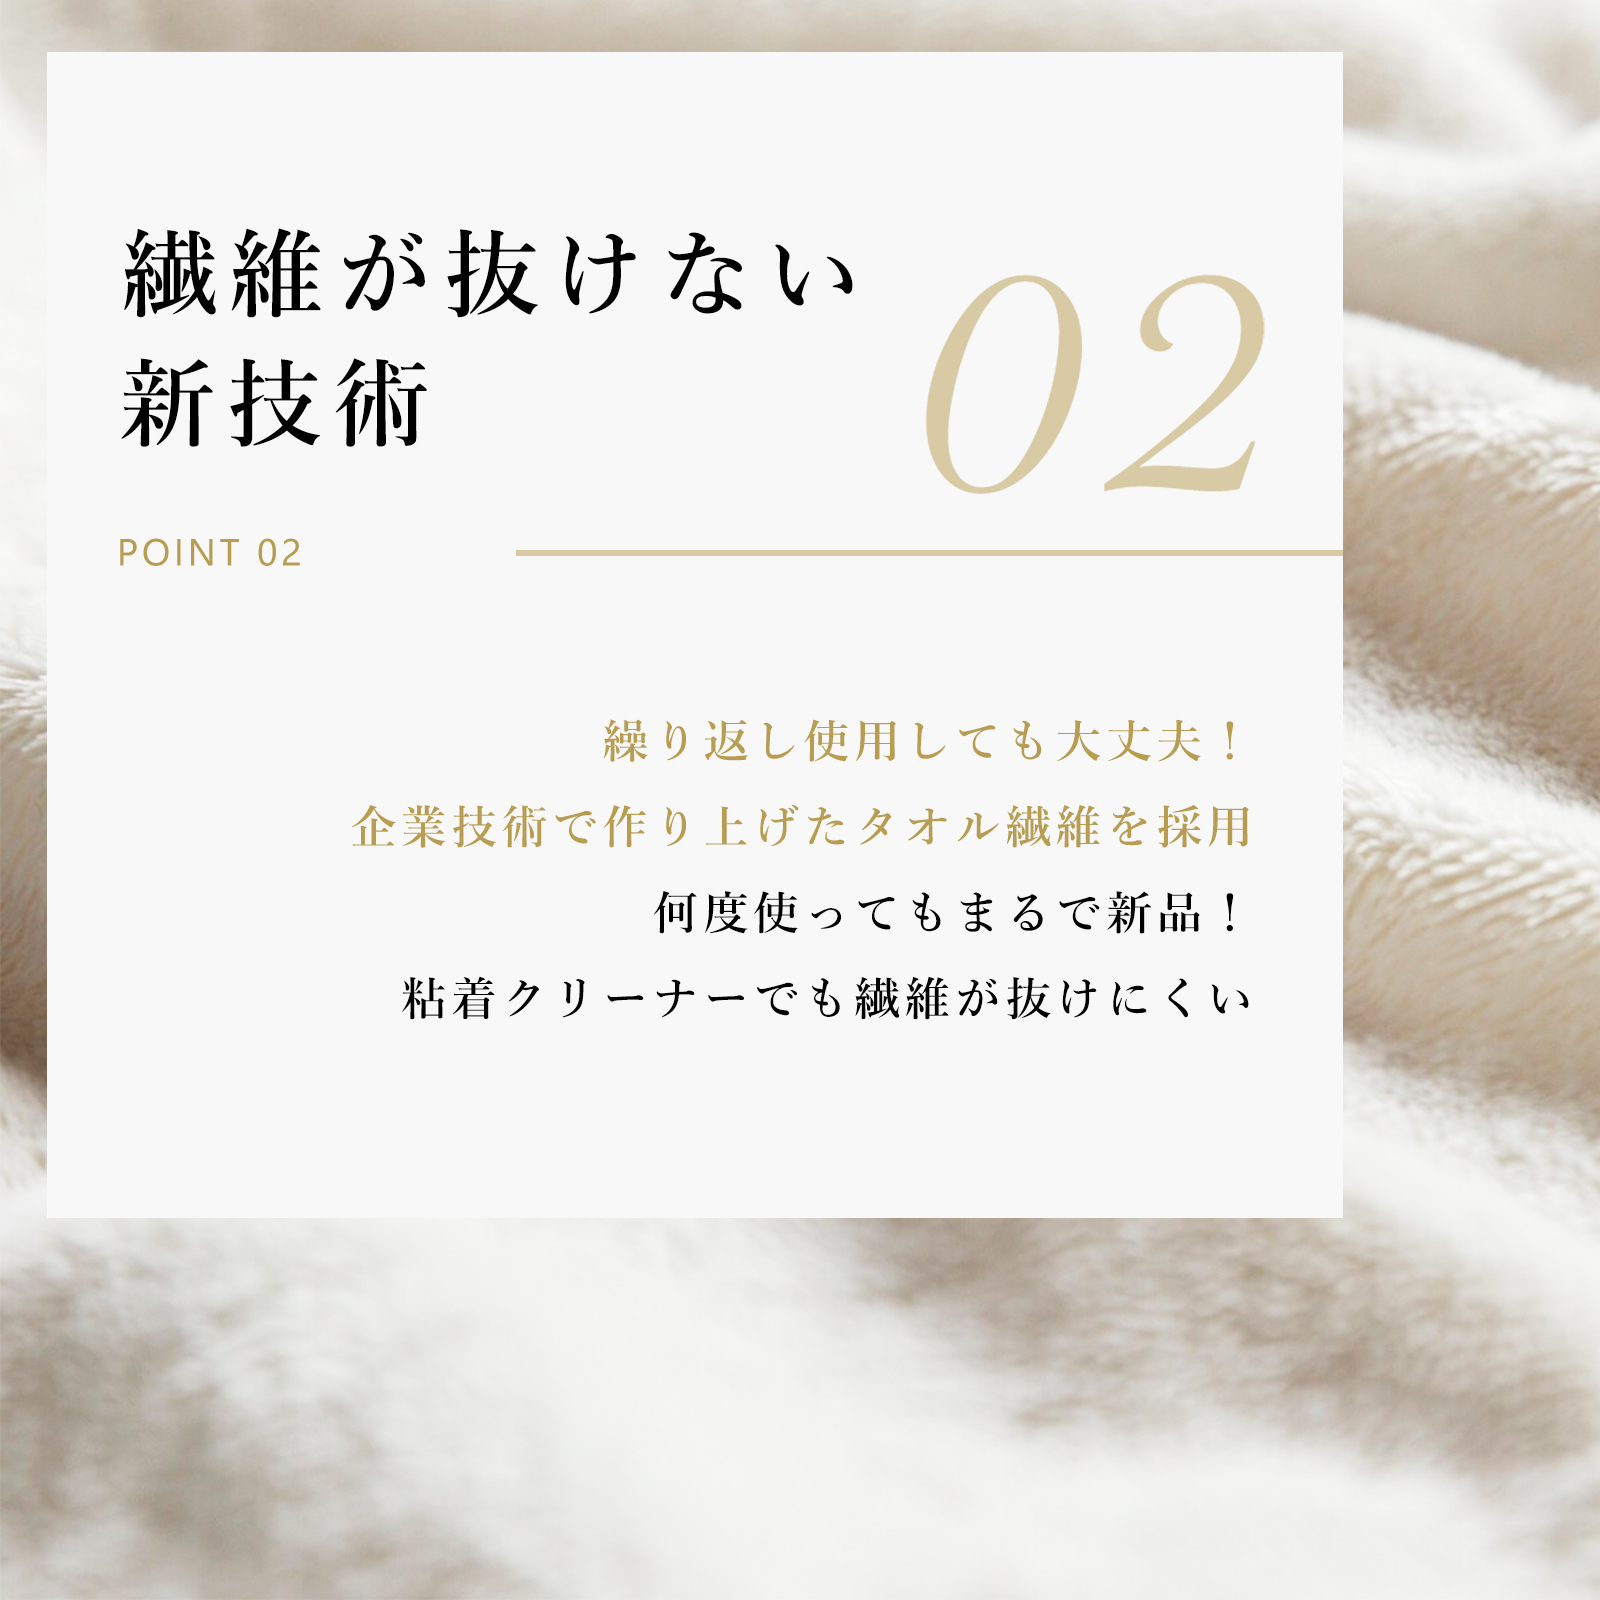 繊維が抜けない
新技術
02
POINT 02
繰り返し使用しても大丈夫！
企業技術で作り上げたタオル繊維を採用
何度使ってもまるで新品！
粘着クリーナーでも繊維が抜けにくい